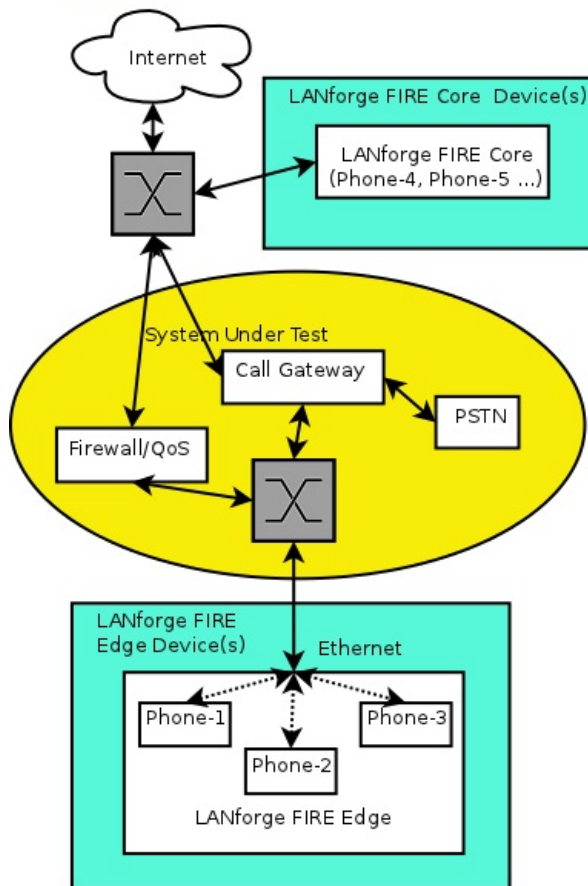 Internet
LANforge FIRE Core Device(s)
LANforge FIRE Core
(Phone-4, Phone-5 ...)
System Under Test
Call Gateway
PSTN
Firewall/QoS
LANforge FIRE
Edge Device(s)
Ethernet
Phone-1
Phone-3
Phone-2
LANforge FIRE Edge